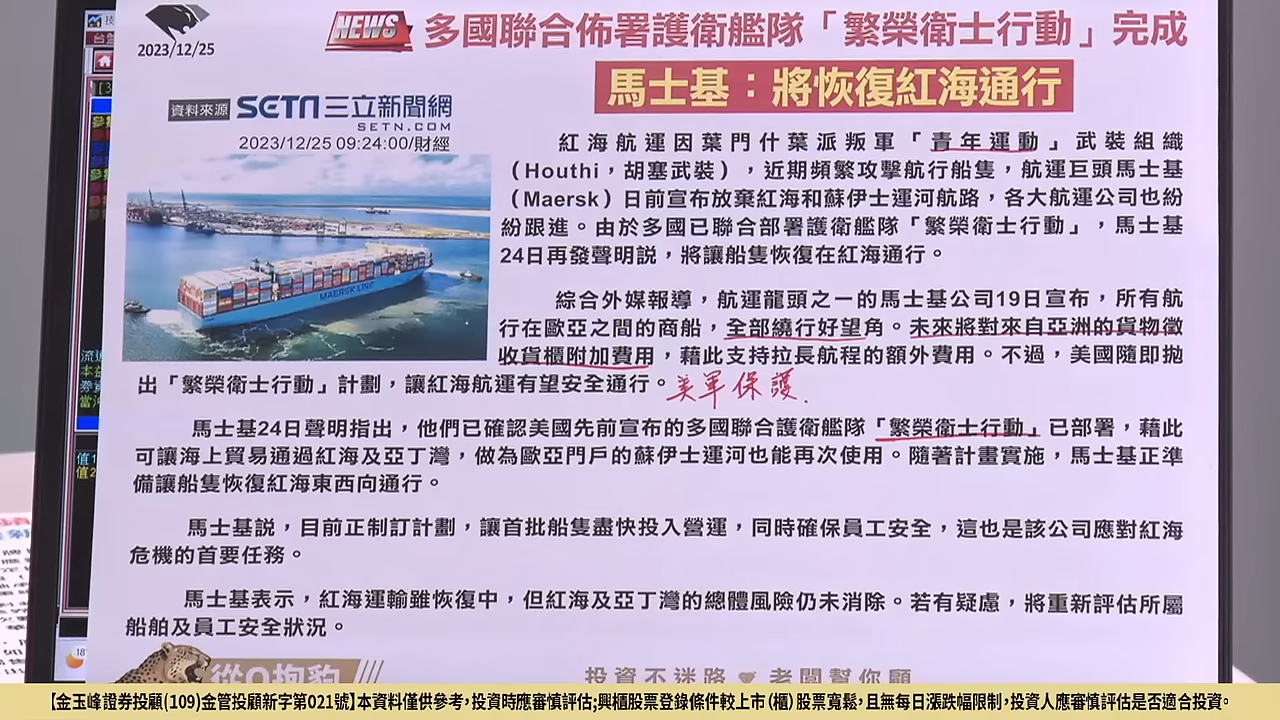 2023/12/25
NEWS 多國聯合佈署護衛艦隊「繁榮衛士行動」完成
馬士基：將恢復紅海通行
資料來源 SETN三立新聞網
SETN.COM
2023/12/25 09:24:00/財經
紅海航運因葉門什葉派叛軍「青年運動」武裝組織
（Houthi，胡塞武裝），近期頻繁攻擊航行船隻，航運巨頭馬士基
（Maersk）日前宣布放棄紅海和蘇伊士運河航路，各大航運公司也紛
紛跟進。由於多國已聯合部署護衛艦隊「繁榮衛士行動」，馬士基
24日再發聲明說，將讓船隻恢復在紅海通行。
MAERSK LINE
綜合外媒報導，航運龍頭之一的馬士基公司19日宣布，所有航
行在歐亞之間的商船，全部繞行好望角。未來將對來自亞洲的貨物徵
收貨櫃附加費用，藉此支持拉長航程的額外費用。不過，美國隨即拋
出「繁榮衛士行動」計劃，讓紅海航運有望安全通行。美軍保護.
馬士基24日聲明指出，他們已確認美國先前宣布的多國聯合護衛艦隊「繁榮衛士行動」已部署，藉此
可讓海上貿易通過紅海及亞丁灣，做為歐亞門戶的蘇伊士運河也能再次使用。隨著計畫實施，馬士基正準
備讓船隻恢復紅海東西向通行。
馬士基說，目前正制訂計劃，讓首批船隻盡快投入營運，同時確保員工安全，這也是該公司應對紅海
危機的首要任務。
馬士基表示，紅海運輸雖恢復中，但紅海及亞丁灣的總體風險仍未消除。若有疑慮，將重新評估所屬
船舶及員工安全狀況。
投資不迷路 老闆幫你顧
【金玉峰證券投顧(109)金管投顧新字第021號】本資料僅供參考，投資時應審慎評估;興櫃股票登錄條件較上市（櫃）股票寬鬆，且無每日漲跌幅限制，投資人應審慎評估是否適合投資。